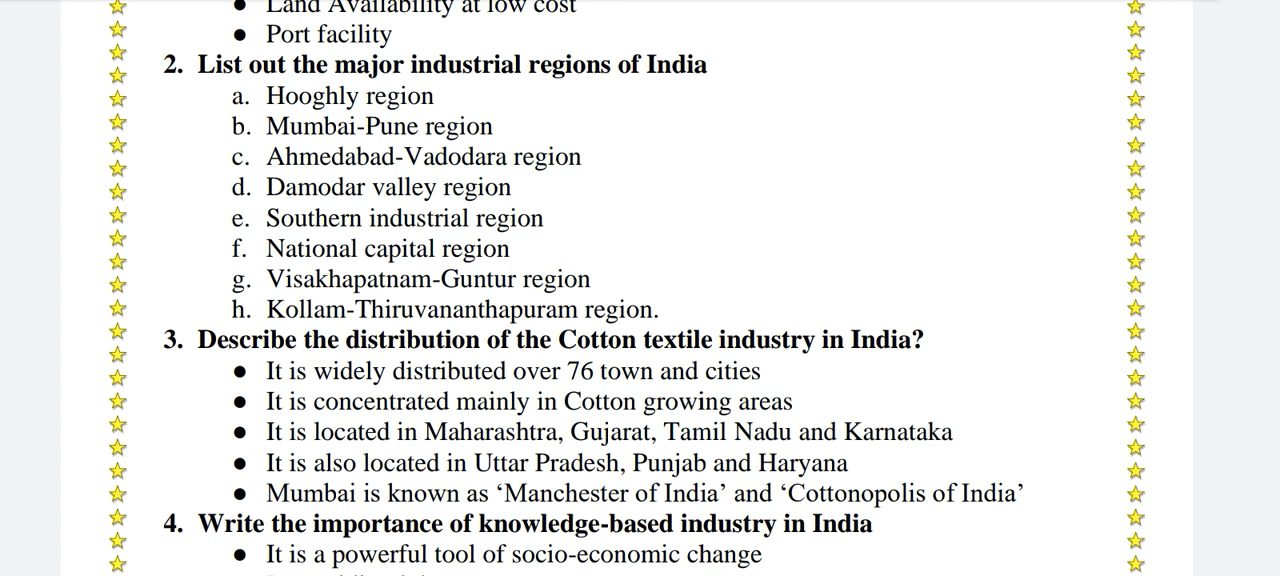 ● Land Availability at low cost
● Port facility
2. List out the major industrial regions of India
a. Hooghly region
b. Mumbai-Pune region
c. Ahmedabad-Vadodara region
d. Damodar valley region
e. Southern industrial region
f. National capital region
g. Visakhapatnam-Guntur region
h. Kollam-Thiruvananthapuram region.
3. Describe the distribution of the Cotton textile industry in India?
● It is widely distributed over 76 town and cities
● It is concentrated mainly in Cotton growing areas
● It is located in Maharashtra, Gujarat, Tamil Nadu and Karnataka
● It is also located in Uttar Pradesh, Punjab and Haryana
● Mumbai is known as ‘Manchester of India’ and ‘Cottonopolis of India’
4. Write the importance of knowledge-based industry in India
● It is a powerful tool of socio-economic change